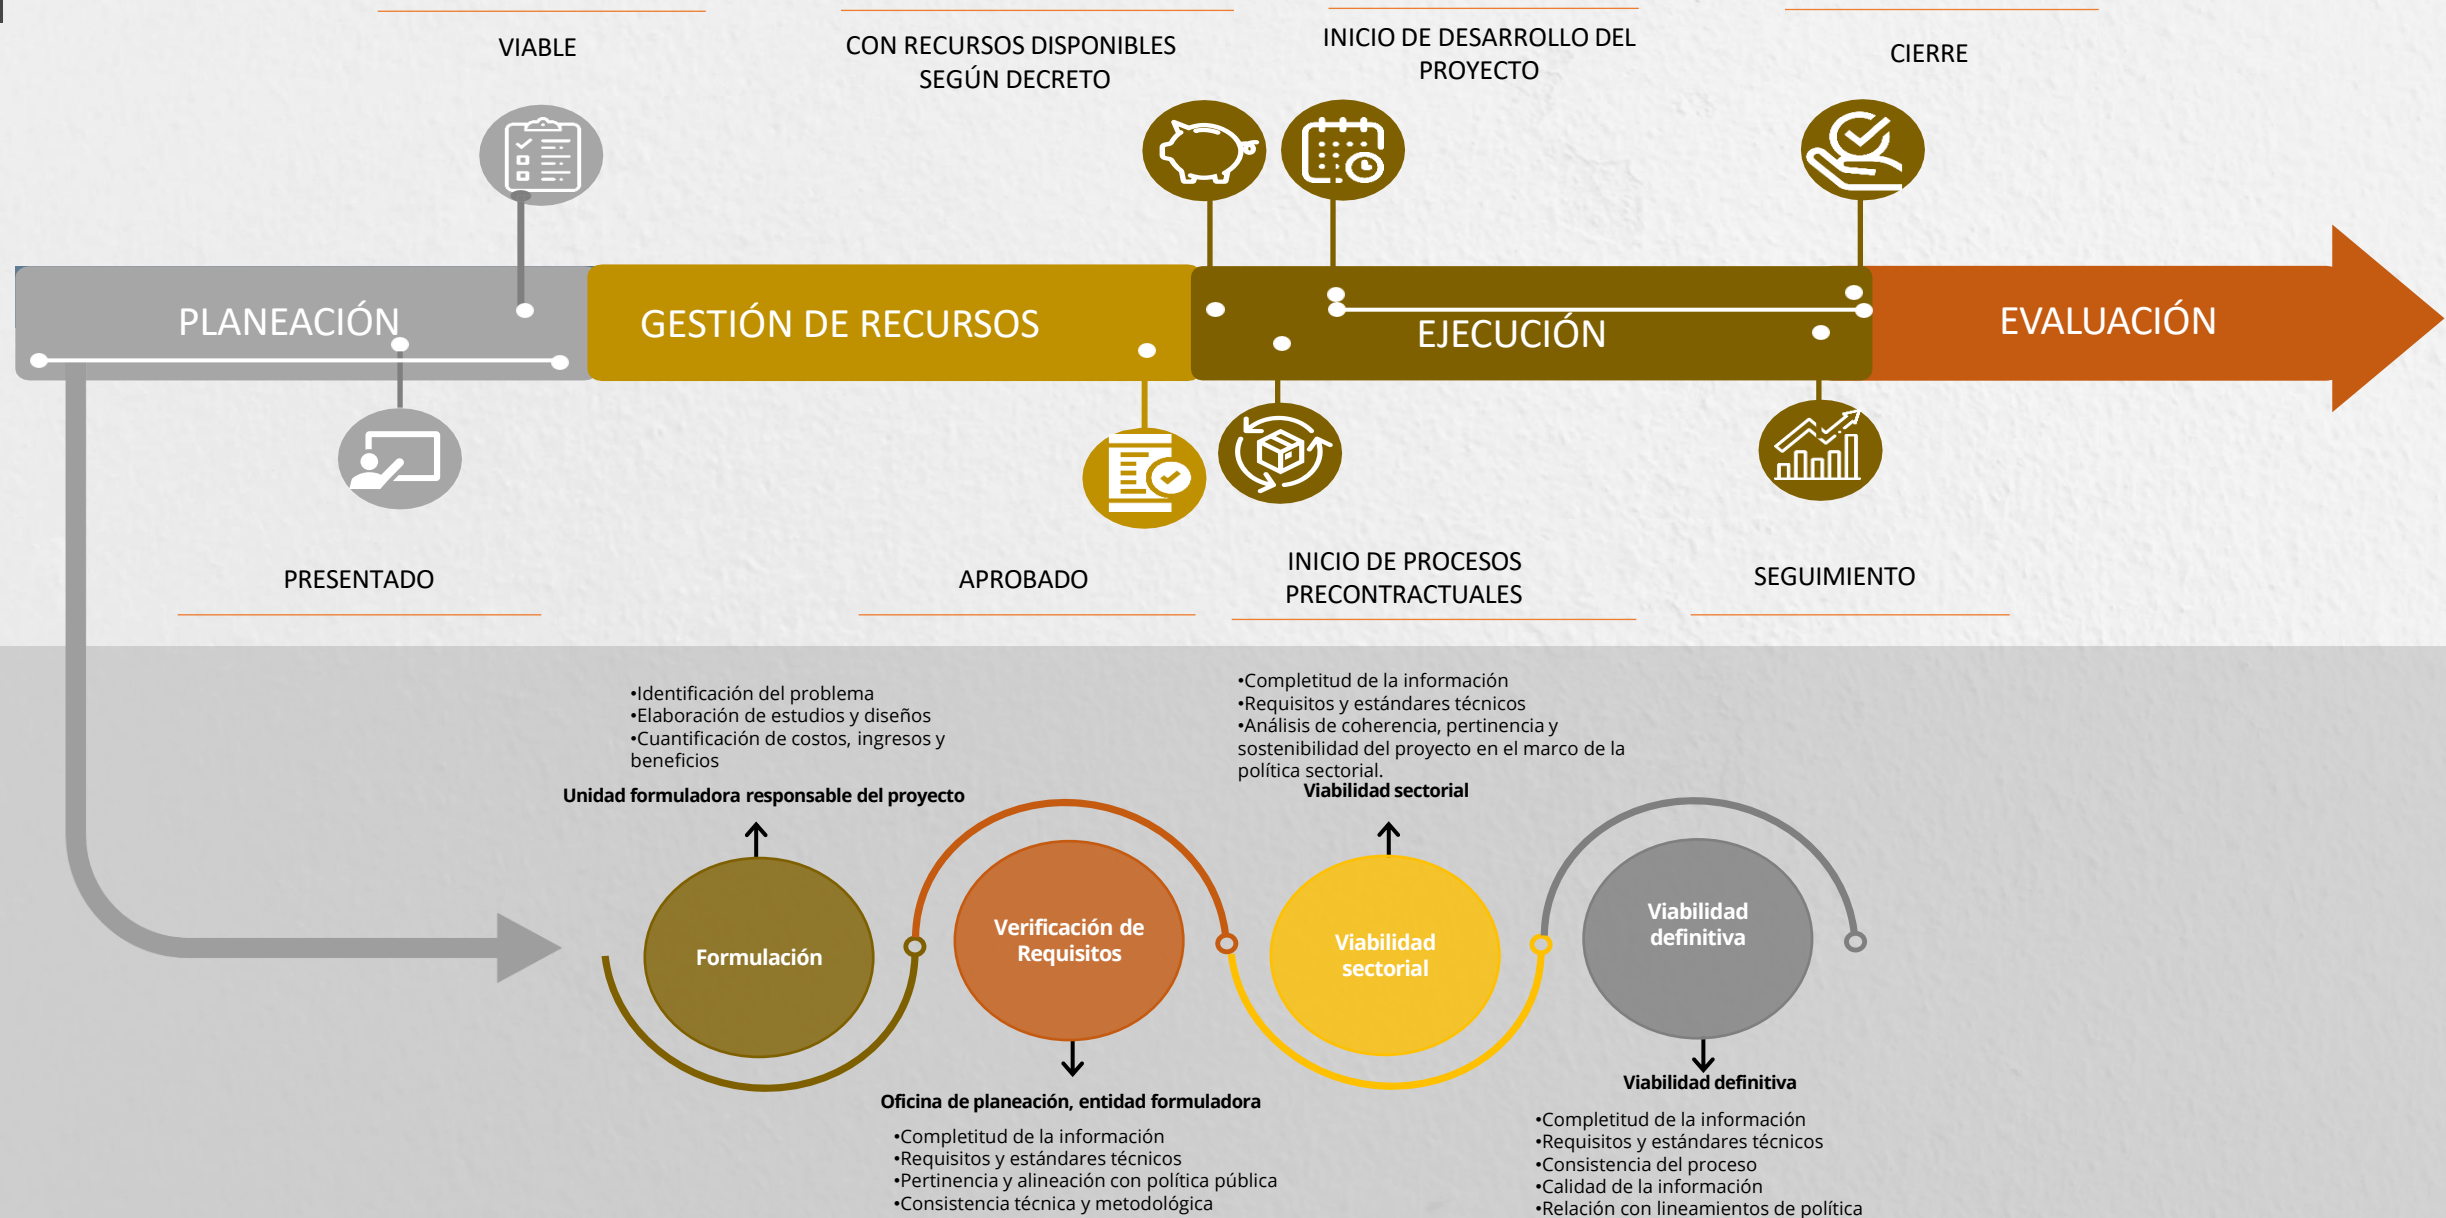 VIABLE
CON RECURSOS DISPONIBLES
SEGÚN DECRETO
INICIO DE DESARROLLO DEL
PROYECTO
CIERRE
PLANEACIÓN
GESTIÓN DE RECURSOS
EJECUCIÓN
EVALUACIÓN
PRESENTADO
APROBADO
INICIO DE PROCESOS
PRECONTRACTUALES
SEGUIMIENTO
•Identificación del problema
•Elaboración de estudios y diseños
•Cuantificación de costos, ingresos y
beneficios
Unidad formuladora responsable del proyecto
•Completitud de la información
•Requisitos y estándares técnicos
•Análisis de coherencia, pertinencia y
sostenibilidad del proyecto en el marco de la
política sectorial.
Viabilidad sectorial
Formulación
Verificación de
Requisitos
Viabilidad
sectorial
Viabilidad
definitiva
Oficina de planeación, entidad formuladora
•Completitud de la información
•Requisitos y estándares técnicos
•Pertinencia y alineación con política pública
•Consistencia técnica y metodológica
Viabilidad definitiva
•Completitud de la información
•Requisitos y estándares técnicos
•Consistencia del proceso
•Calidad de la información
•Relación con lineamientos de política